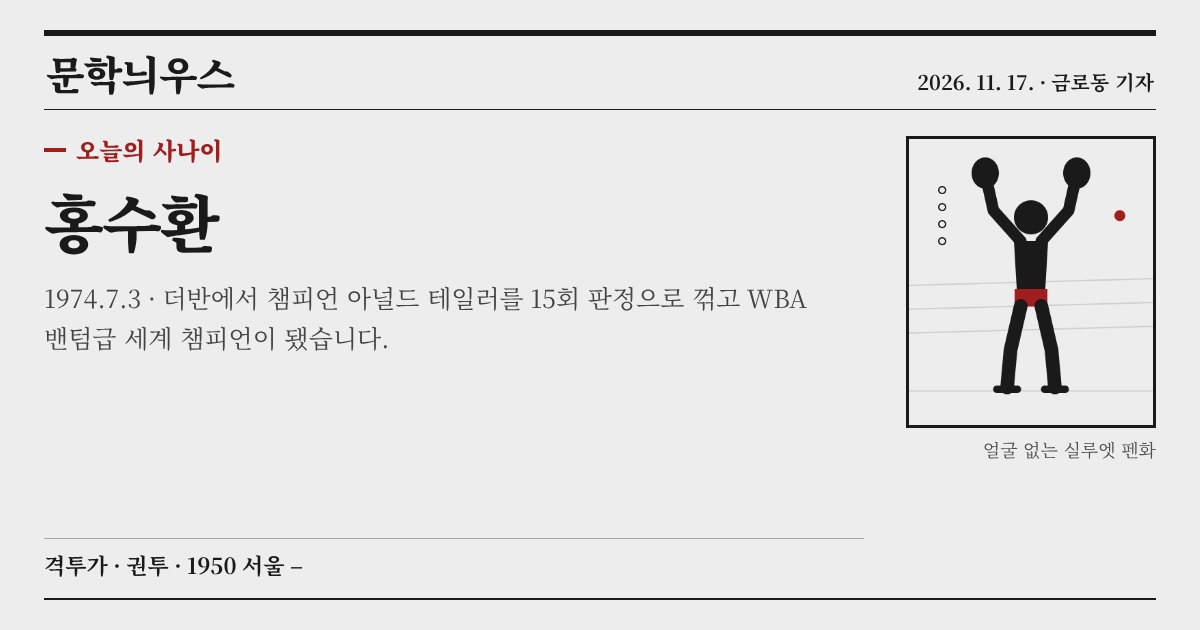 문학늬우스
2026. 11. 17. · 금로동 기자
오늘의 사나이
홍수환
1974.7.3 · 더반에서 챔피언 아널드 테일러를 15회 판정으로 꺾고 WBA
밴텀급 세계 챔피언이 됐습니다.
얼굴 없는 실루엣 펜화
격투가 · 권투 · 1950 서울 –